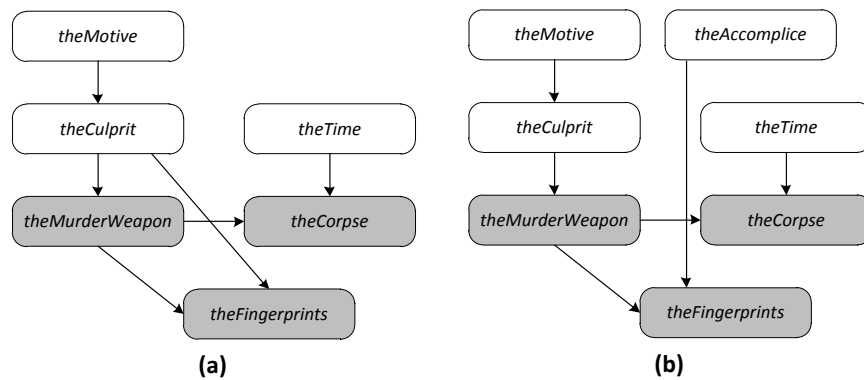 theMotive
theCulprit
theTime
theMurderWeapon
theCorpse
theFingerprints
(a)
theMotive
theAccomplice
theCulprit
theTime
theMurderWeapon
theCorpse
theFingerprints
(b)